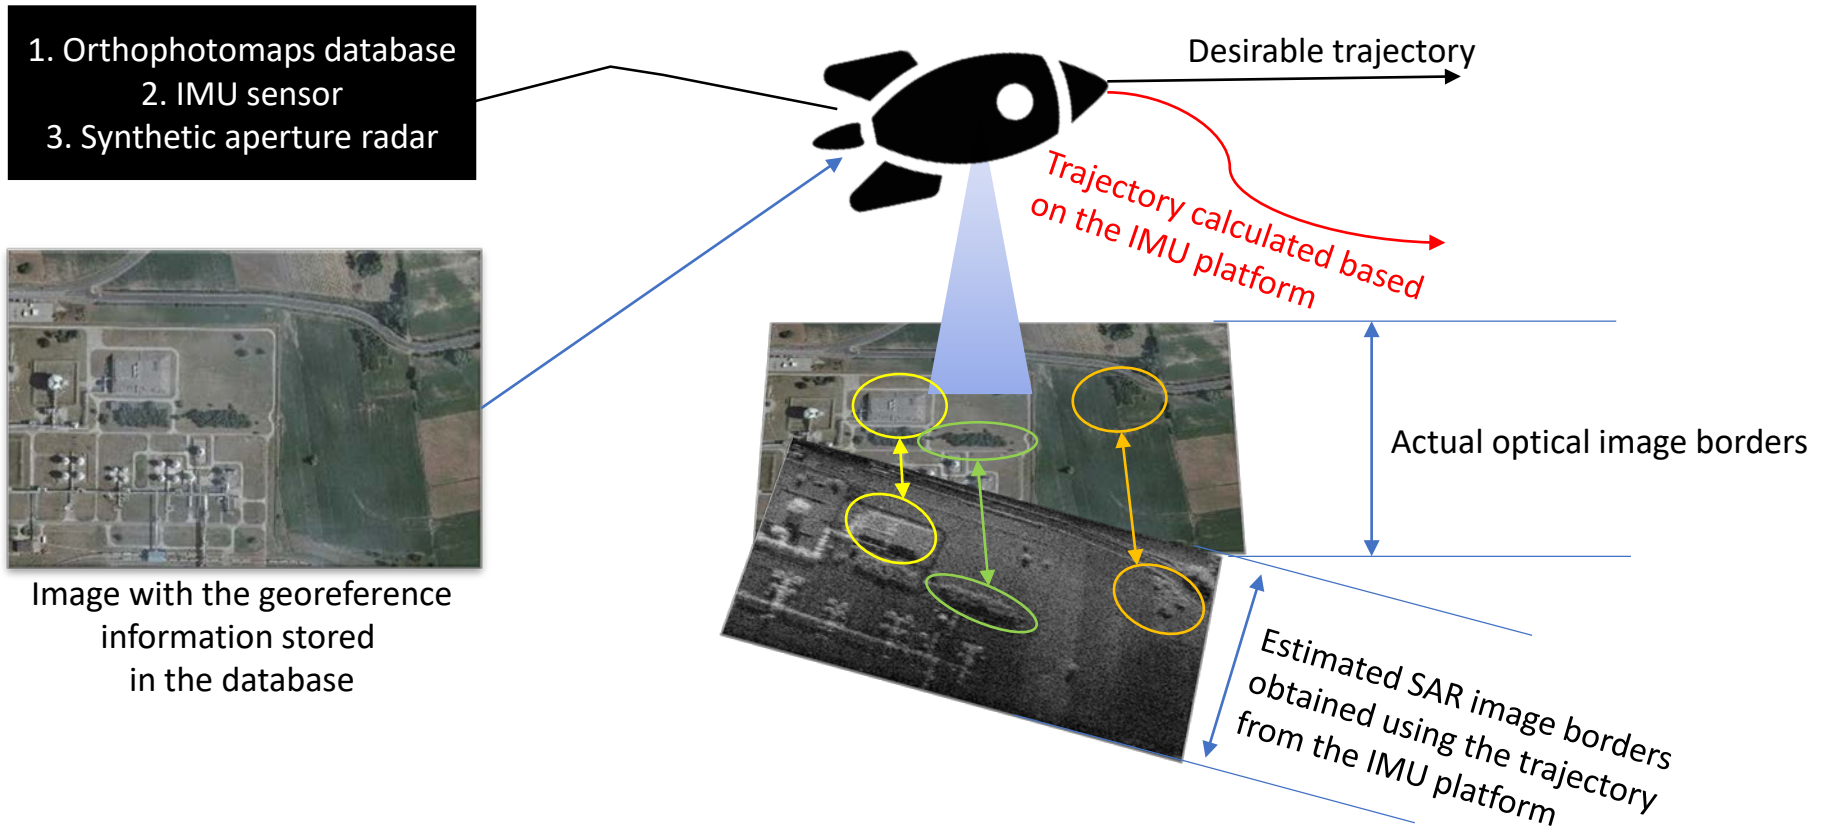 1. Orthophotomaps database
2. IMU sensor
3. Synthetic aperture radar
Desirable trajectory
Trajectory calculated based
on the IMU platform
Actual optical image borders
Image with the georeference
information stored
in the database
Estimated SAR image borders
obtained using the trajectory
from the IMU platform